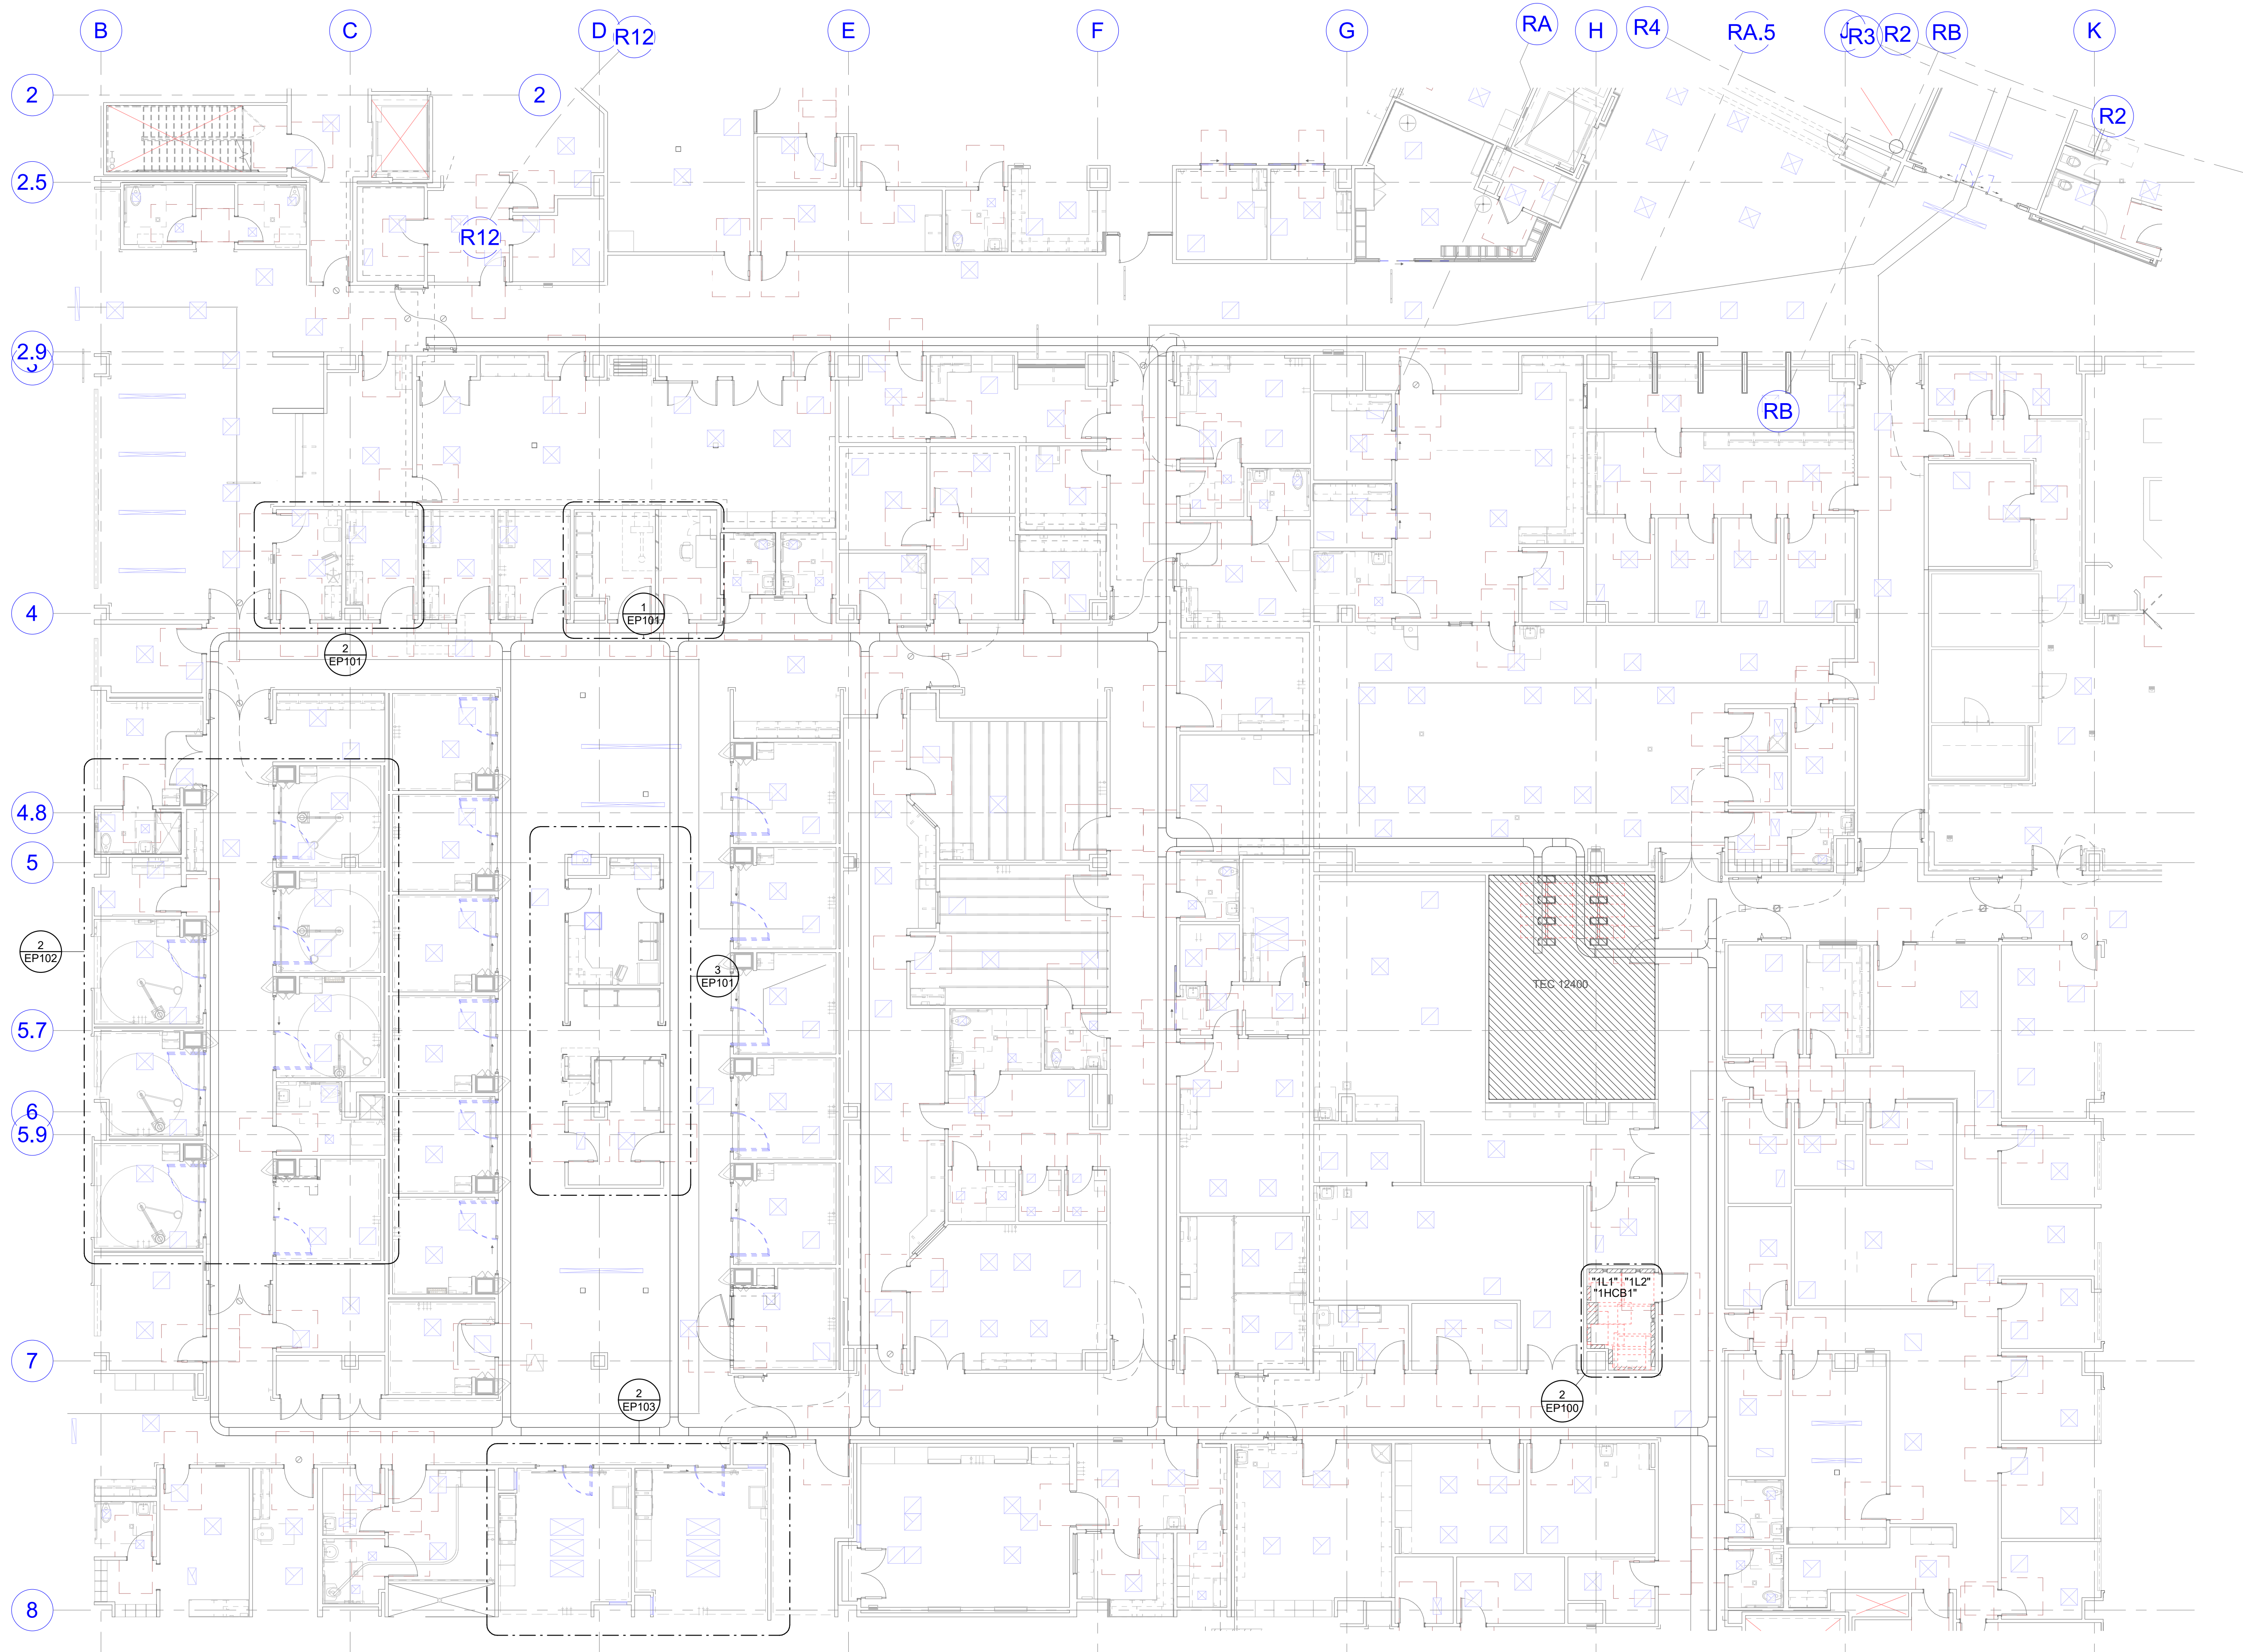 B
C
D
R12
E
F
G
RA
H
R4
RA.5
J
R3
R2
RB
K
2
2
R2
2.5
R12
2.9
3
RB
4
1
EP101
2
EP101
4.8
5
2
EP102
3
EP101
TEC 12400
5.7
6
5.9
"1L1" "1L2"
"1HCB1"
7
2
EP103
2
EP100
8